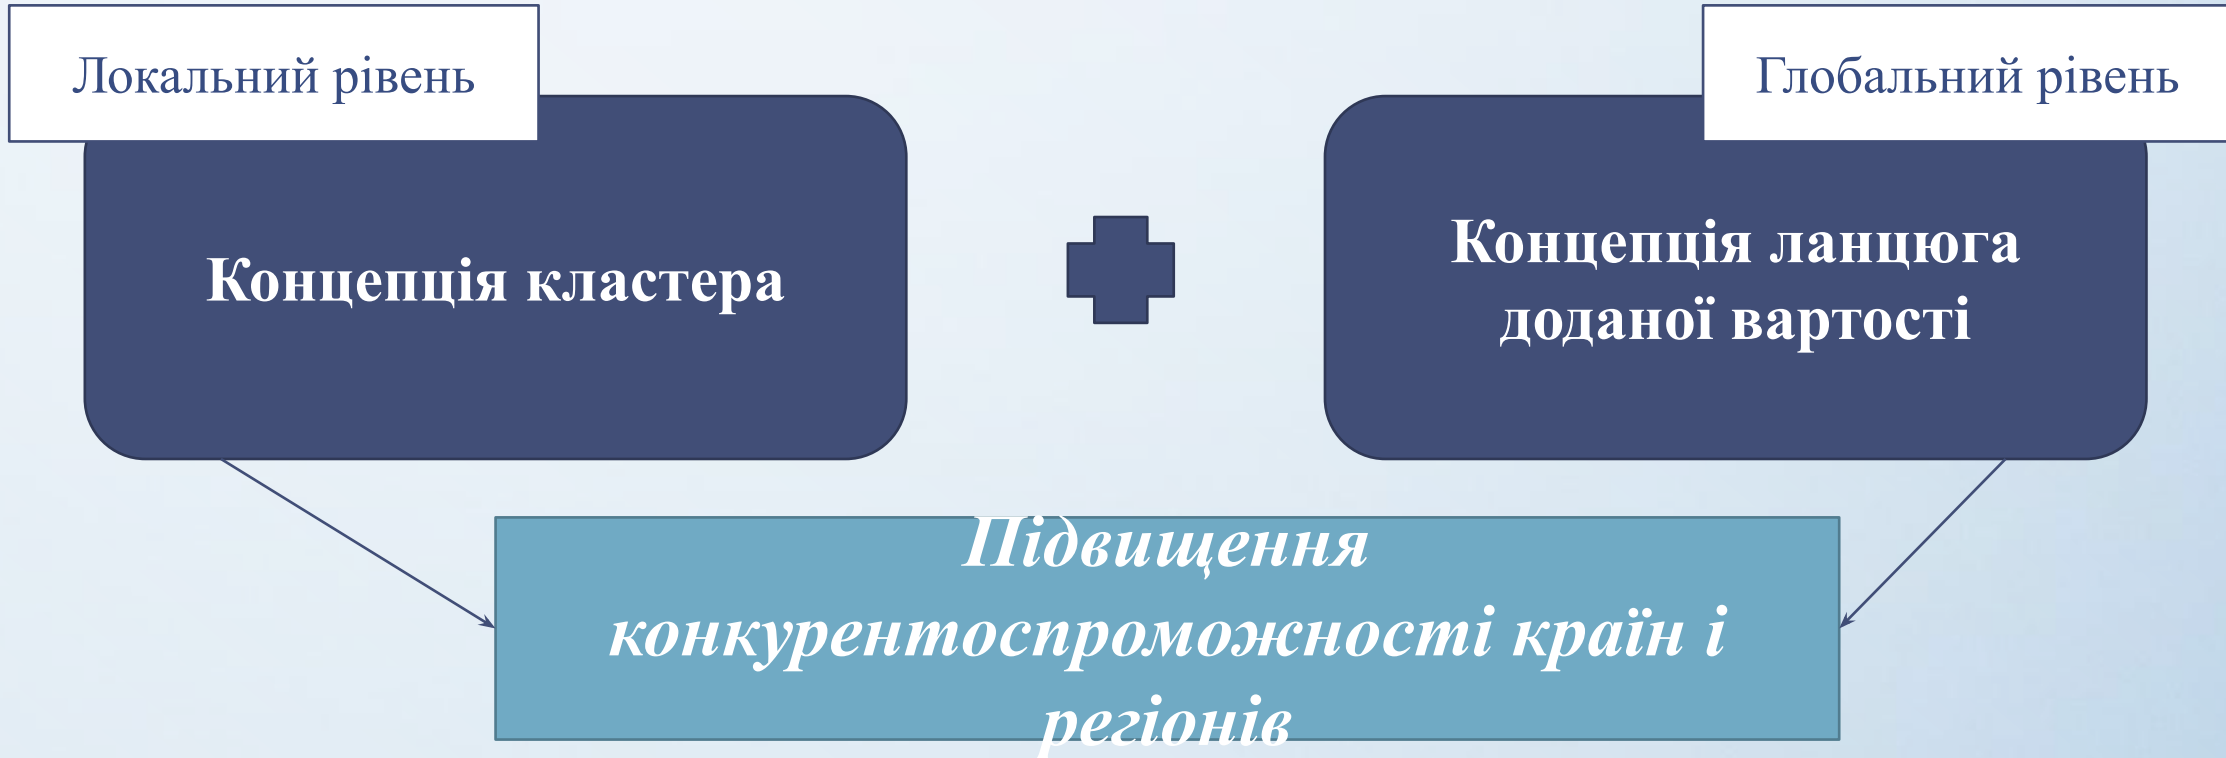 Локальний рівень
Глобальний рівень
Концепція кластера
Концепція ланцюга
доданої вартості
Підвищення
конкурентоспроможності країн і
регіонів